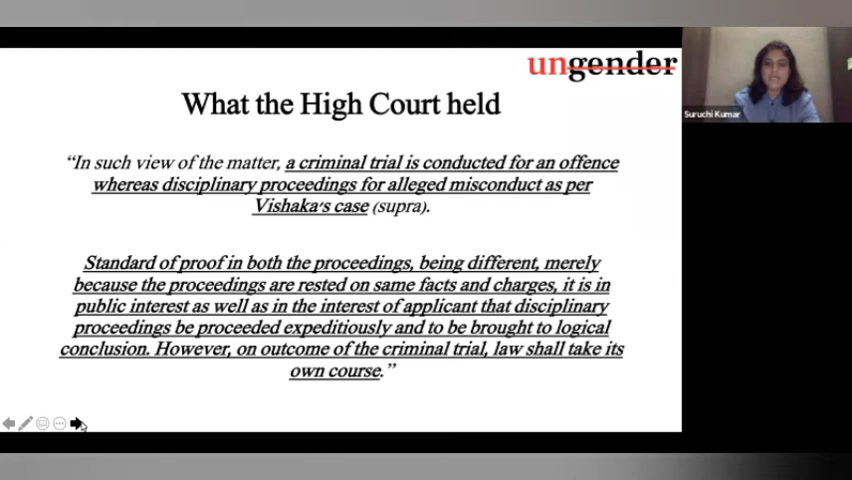 ungender
Suruchi Kumar
What the High Court held
“In such view of the matter, a criminal trial is conducted for an offence
whereas disciplinary proceedings for alleged misconduct as per
Vishaka's case (supra).
Standard of proof in both the proceedings, being different, merely
because the proceedings are rested on same facts and charges, it is in
public interest as well as in the interest of applicant that disciplinary
proceedings be proceeded expeditiously and to be brought to logical
conclusion. However, on outcome of the criminal trial, law shall take its
own course.”